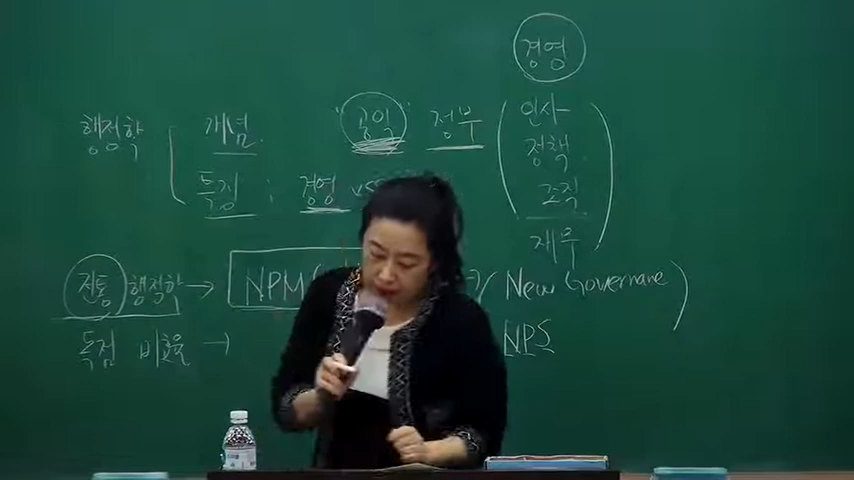 경영
행정학 개념 공익 정부 인사
정책
조직
특징 : 경영 vs
재무
전통 행정학 → NPM / New Governane
독점 비효율 → NPS